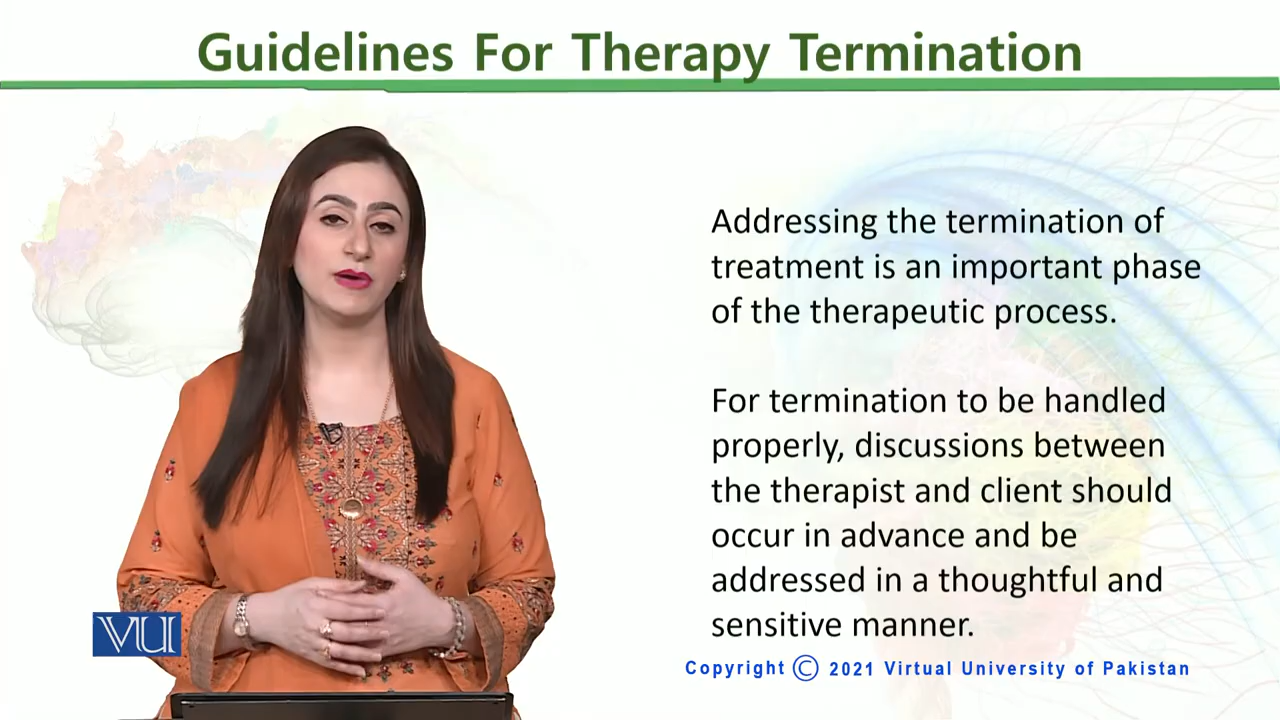 Guidelines For Therapy Termination
Addressing the termination of
treatment is an important phase
of the therapeutic process.
For termination to be handled
properly, discussions between
the therapist and client should
occur in advance and be
addressed in a thoughtful and
sensitive manner.
VU
Copyright © 2021 Virtual University of Pakistan